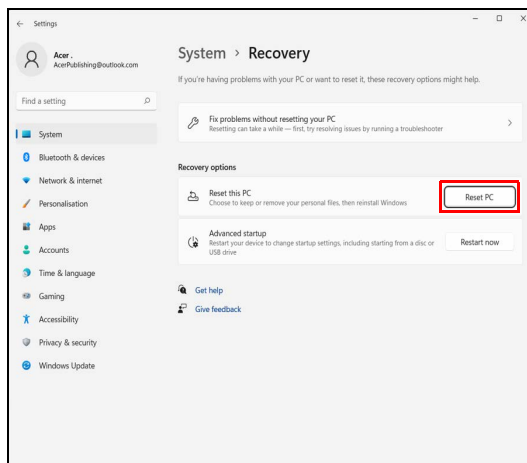 Settings
Acer .
AcerPublishing@outlook.com
Find a setting
System
Bluetooth & devices
Network & internet
Personalisation
Apps
Accounts
Time & language
Gaming
Accessibility
Privacy & security
Windows Update
System > Recovery
If you're having problems with your PC or want to reset it, these recovery options might help.
Fix problems without resetting your PC
Resetting can take a while — first, try resolving issues by running a troubleshooter
Recovery options
Reset this PC
Choose to keep or remove your personal files, then reinstall Windows
Reset PC
Advanced startup
Restart your device to change startup settings, including starting from a disc or
USB drive
Restart now
Get help
Give feedback